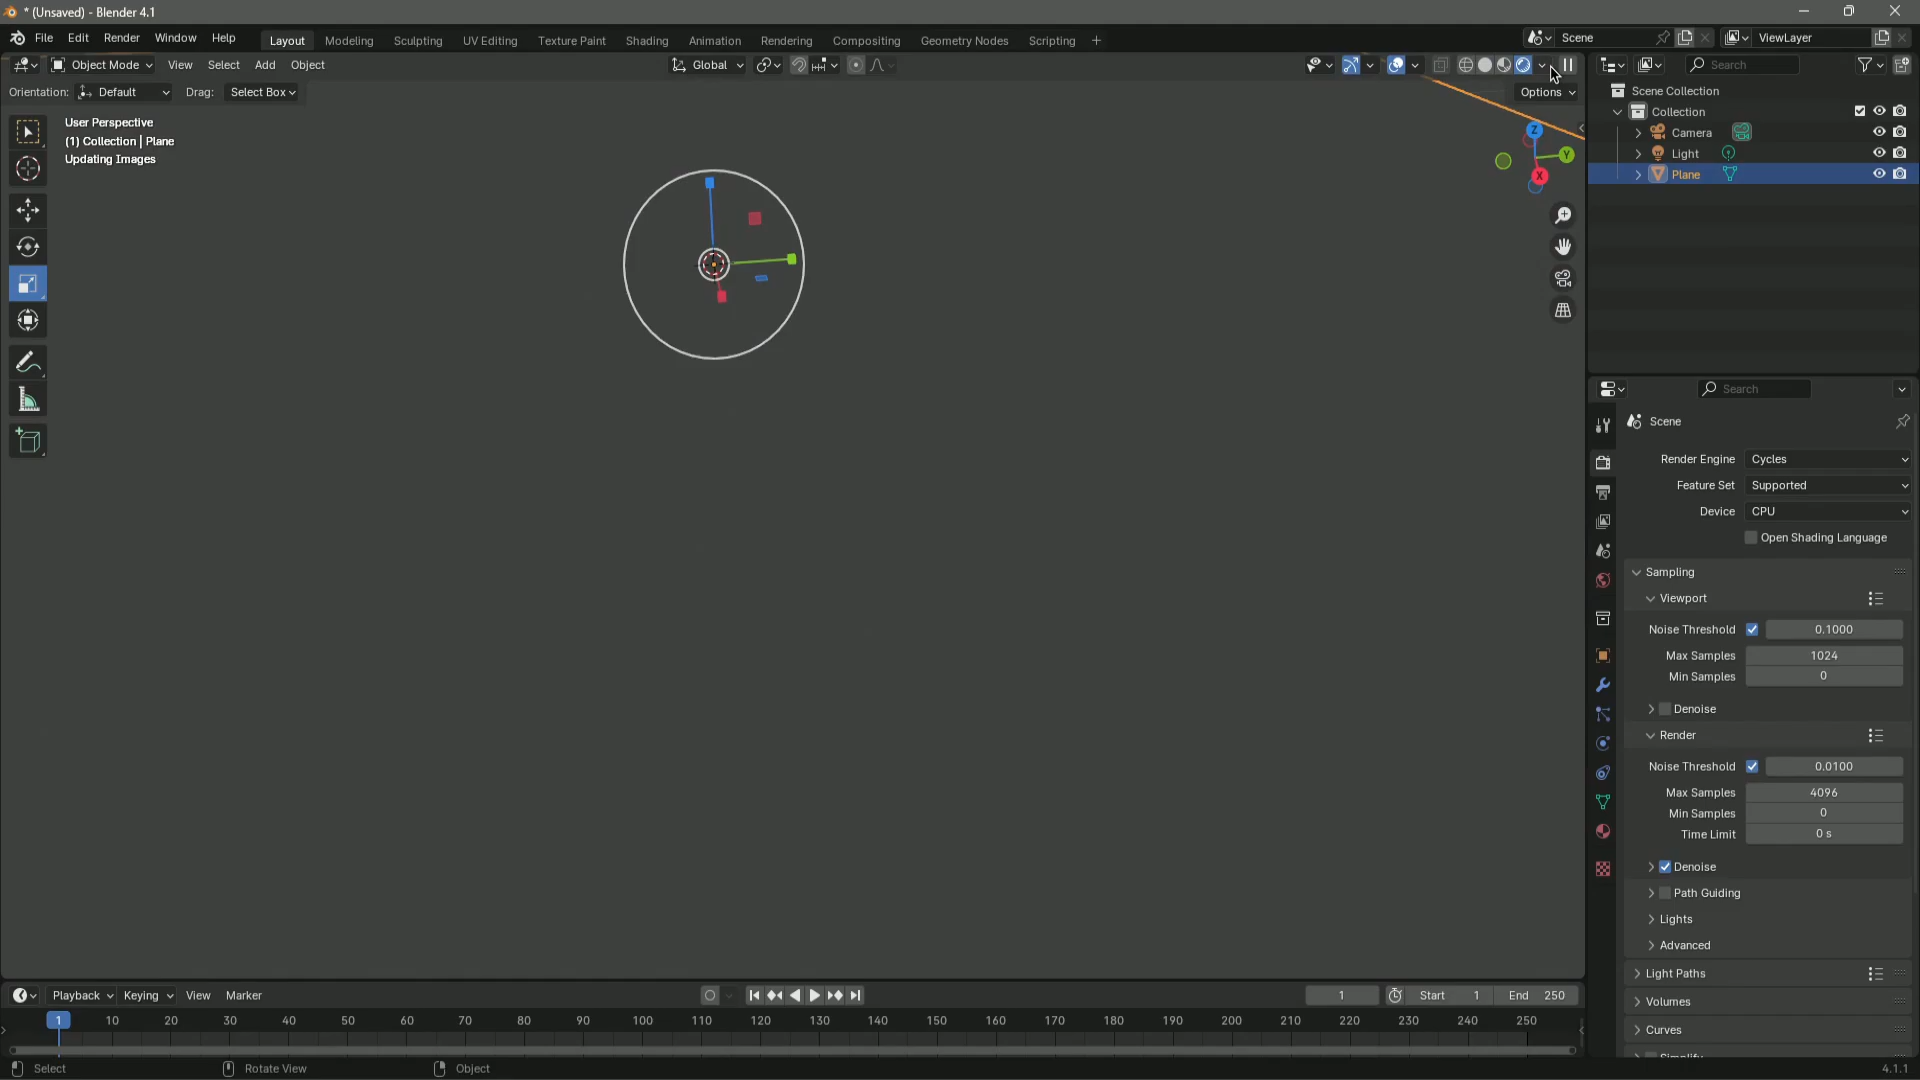 * (Unsaved) - Blender 4.1
File Edit Render Window Help Layout Modeling Sculpting UV Editing Texture Paint Shading Animation Rendering Compositing Geometry Nodes Scripting + Scene ViewLayer
Object Mode View Select Add Object Global Search
Orientation: Default Drag: Select Box Options
User Perspective
(1) Collection | Plane
Updating Images
Z
Y
X
Scene Collection
Collection
Camera
Light
Plane
Search
Scene
Render Engine Cycles
Feature Set Supported
Device CPU
Open Shading Language
Sampling
Viewport
Noise Threshold 0.1000
Max Samples 1024
Min Samples 0
Denoise
Render
Noise Threshold 0.0100
Max Samples 4096
Min Samples 0
Time Limit 0 s
Denoise
Path Guiding
Lights
Advanced
Light Paths
Volumes
Curves
Playback Keying View Marker 1 Start 1 End 250
1 10 20 30 40 50 60 70 80 90 100 110 120 130 140 150 160 170 180 190 200 210 220 230 240 250
Select Rotate View Object 4.1.1